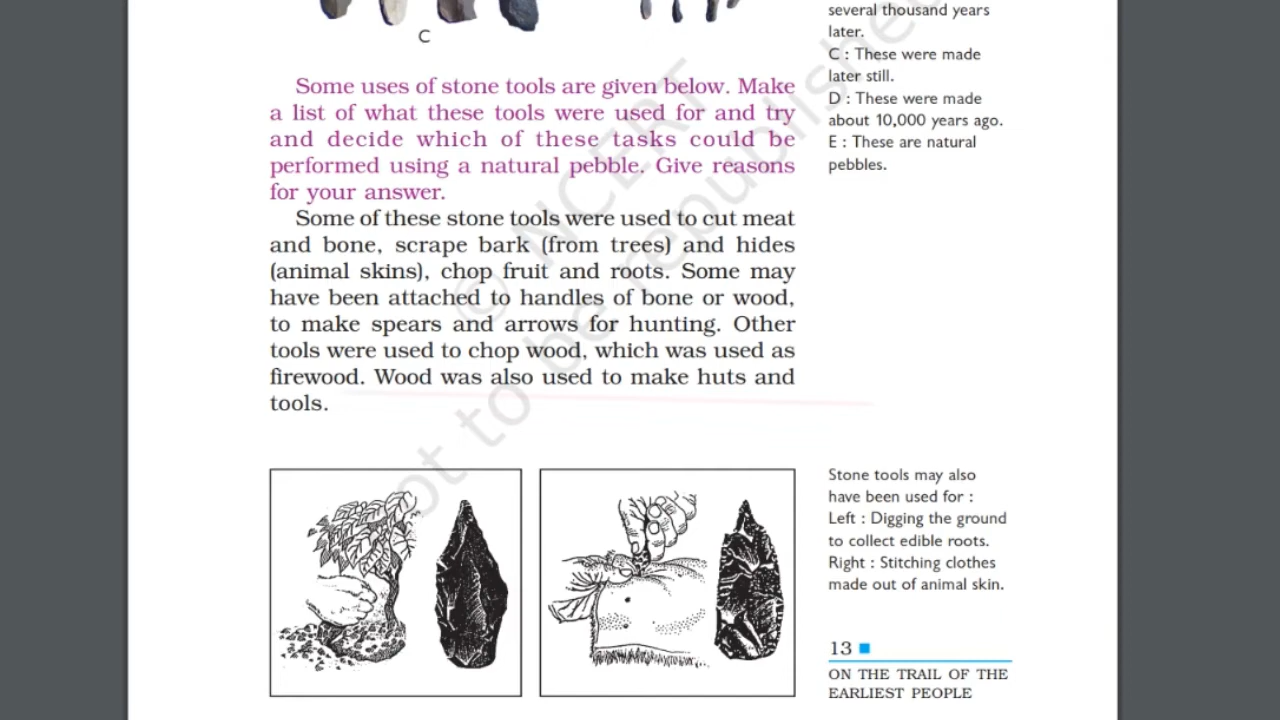 C
Some uses of stone tools are given below. Make
a list of what these tools were used for and try
and decide which of these tasks could be
performed using a natural pebble. Give reasons
for your answer.
Some of these stone tools were used to cut meat
and bone, scrape bark (from trees) and hides
(animal skins), chop fruit and roots. Some may
have been attached to handles of bone or wood,
to make spears and arrows for hunting. Other
tools were used to chop wood, which was used as
firewood. Wood was also used to make huts and
tools.
several thousand years
later.
C : These were made
later still.
D : These were made
about 10,000 years ago.
E : These are natural
pebbles.
© NCERT
not to be republished
Stone tools may also
have been used for :
Left : Digging the ground
to collect edible roots.
Right : Stitching clothes
made out of animal skin.
13
ON THE TRAIL OF THE
EARLIEST PEOPLE